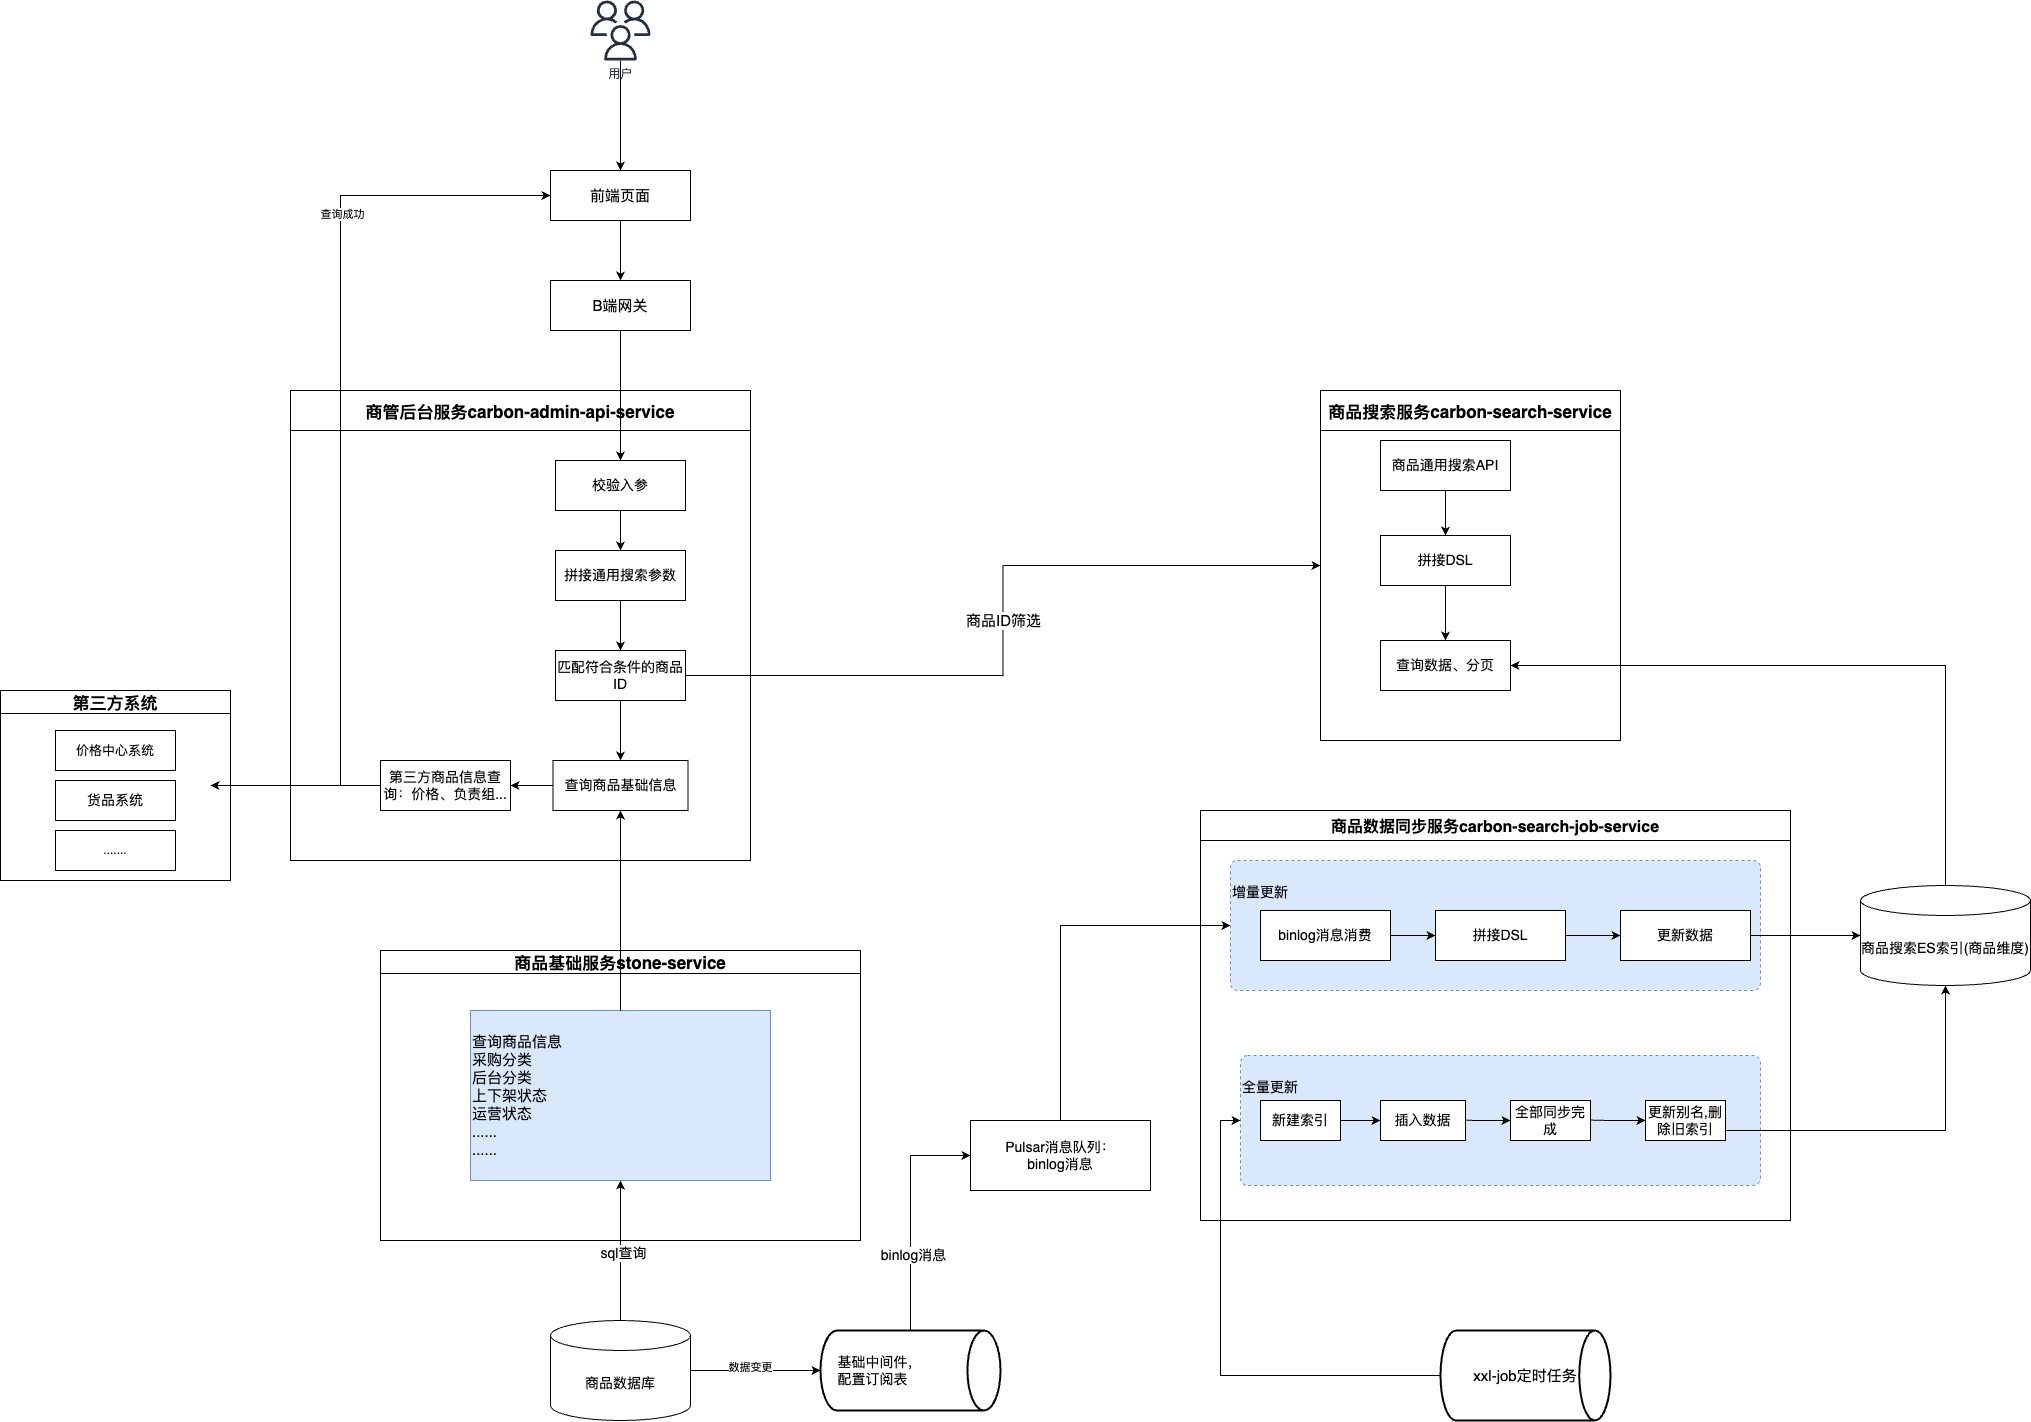 用户
前端页面
查询成功
B端网关
商管后台服务carbon-admin-api-service
校验入参
拼接通用搜索参数
匹配符合条件的商品
ID
商品ID筛选
查询商品基础信息
第三方商品信息查
询：价格、负责组...
第三方系统
价格中心系统
货品系统
.......
商品搜索服务carbon-search-service
商品通用搜索API
拼接DSL
查询数据、分页
商品数据同步服务carbon-search-job-service
增量更新
binlog消息消费
拼接DSL
更新数据
商品搜索ES索引(商品维度)
全量更新
新建索引
插入数据
全部同步完
成
更新别名,删
除旧索引
商品基础服务stone-service
查询商品信息
采购分类
后台分类
上下架状态
运营状态
......
......
Pulsar消息队列：
binlog消息
sql查询
binlog消息
商品数据库
数据变更
基础中间件，
配置订阅表
xxl-job定时任务